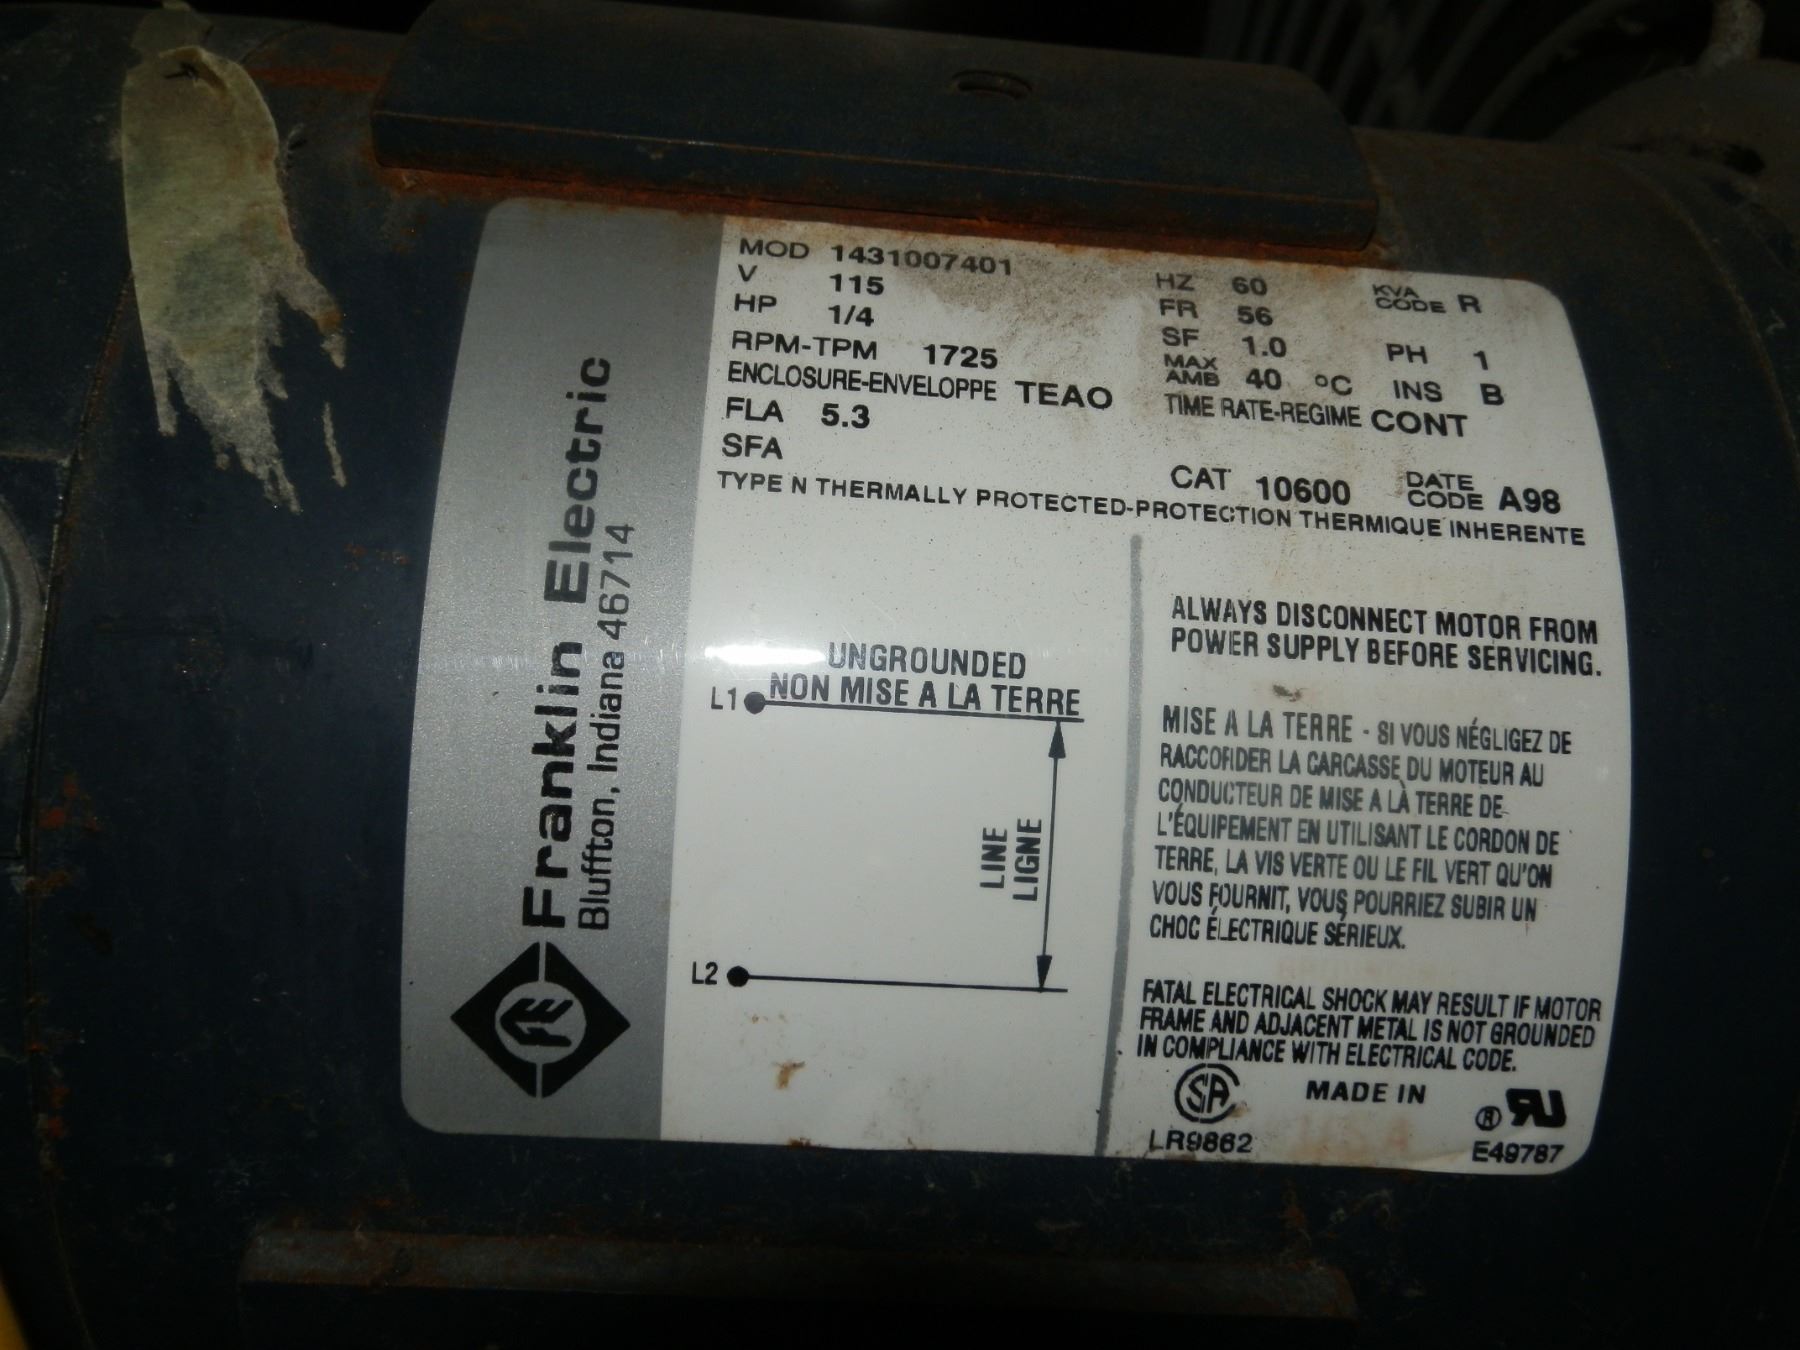 MOD 1431007401
V 115
HP 1/4
RPM-TPM 1725
ENCLOSURE-ENVELOPPE TEAO
FLA 5.3
SFA
HZ 60 KVA CODE R
FR 56
SF 1.0 PH 1
MAX AMB 40 °C INS B
TIME RATE-REGIME CONT
CAT 10600 DATE CODE A98
TYPE N THERMALLY PROTECTED-PROTECTION THERMIQUE INHERENTE
Franklin Electric
Bluffton, Indiana 46714
FE
UNGROUNDED
NON MISE A LA TERRE
L1
LINE
LIGNE
L2
ALWAYS DISCONNECT MOTOR FROM
POWER SUPPLY BEFORE SERVICING.
MISE A LA TERRE - SI VOUS NÉGLIGEZ DE
RACCORDER LA CARCASSE DU MOTEUR AU
CONDUCTEUR DE MISE A LÀ TERRE DE
L'ÉQUIPEMENT EN UTILISANT LE CORDON DE
TERRE, LA VIS VERTE OU LE FIL VERT QU'ON
VOUS FOURNIT, VOUS POURRIEZ SUBIR UN
CHOC ÉLECTRIQUE SÉRIEUX.
FATAL ELECTRICAL SHOCK MAY RESULT IF MOTOR
FRAME AND ADJACENT METAL IS NOT GROUNDED
IN COMPLIANCE WITH ELECTRICAL CODE.
SA MADE IN ® RU
LR9862 E49787